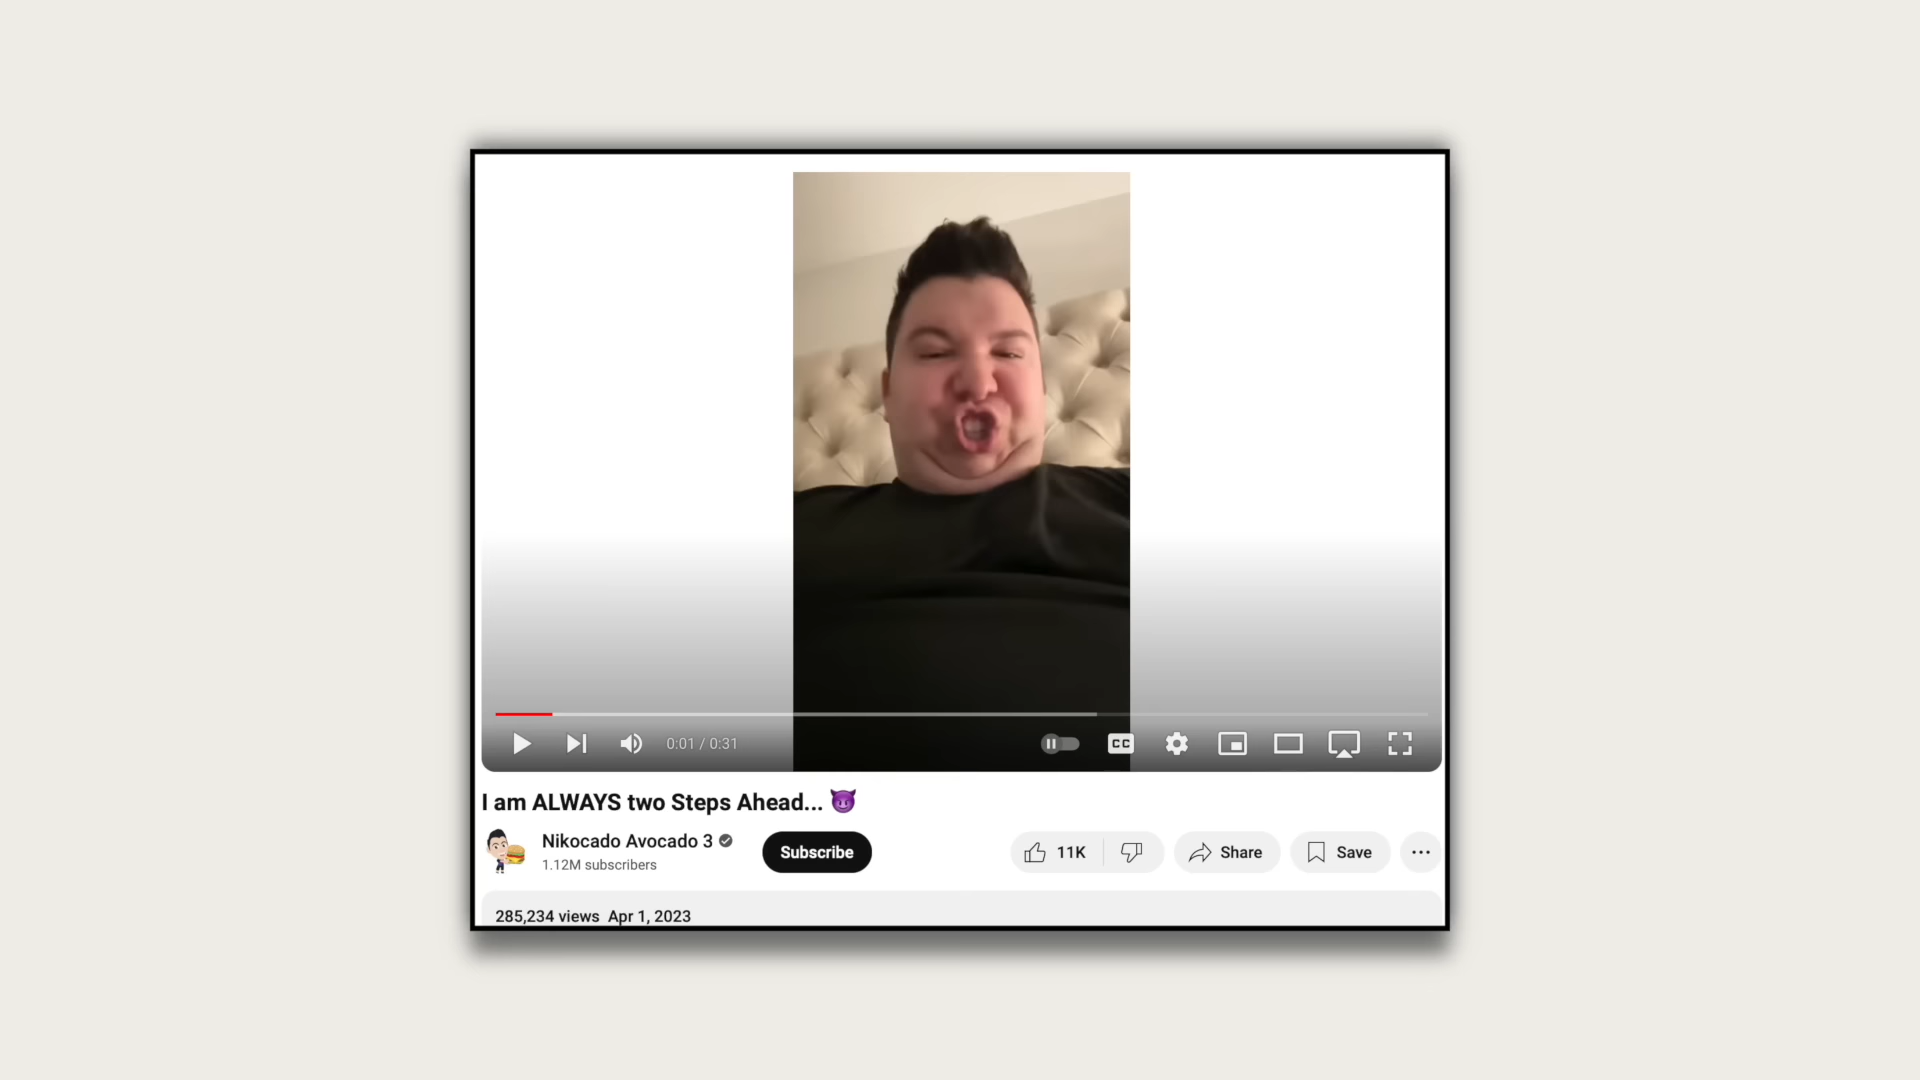 0:01 / 0:31
CC
I am ALWAYS two Steps Ahead... 😈
Nikocado Avocado 3
1.12M subscribers
Subscribe
11K
Share
Save
285,234 views Apr 1, 2023